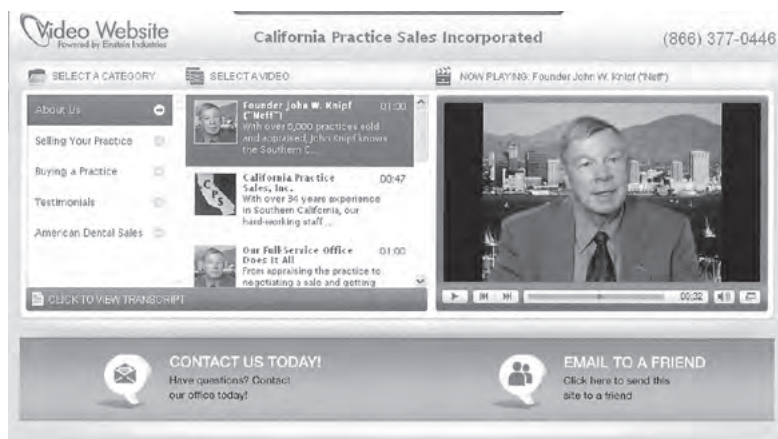 Video Website
Powered by Einstein Industries
California Practice Sales Incorporated
(866) 377-0446
SELECT A CATEGORY
SELECT A VIDEO
NOW PLAYING: Founder John W. Knipf ("Neff")
About Us
Selling Your Practice
Buying a Practice
Testimonials
American Dental Sales
Founder John W. Knipf 01:00
("Neff")
With over 5,000 practices sold
and appraised, John Knipf knows
the Southern C...
California Practice 00:47
Sales, Inc.
With over 34 years experience
in Southern California, our
hard-working staff ...
Our Full-Service Office 01:00
Does It All
From appraising the practice to
negotiating a sale and getting
CPS
CLICK TO VIEW TRANSCRIPT
00:32
CONTACT US TODAY!
Have questions? Contact
our office today!
EMAIL TO A FRIEND
Click here to send this
site to a friend